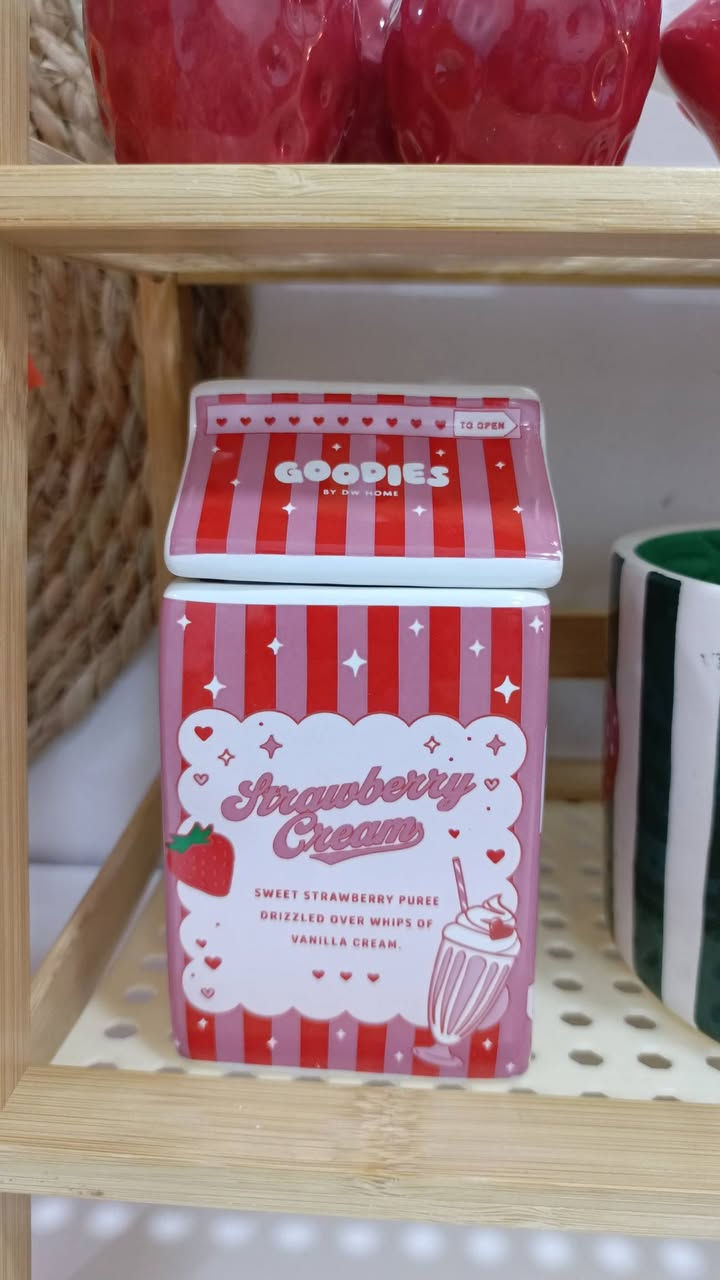 TO OPEN
GOODIES
BY DW HOME
Strawberry
Cream
SWEET STRAWBERRY PUREE
DRIZZLED OVER WHIPS OF
VANILLA CREAM.